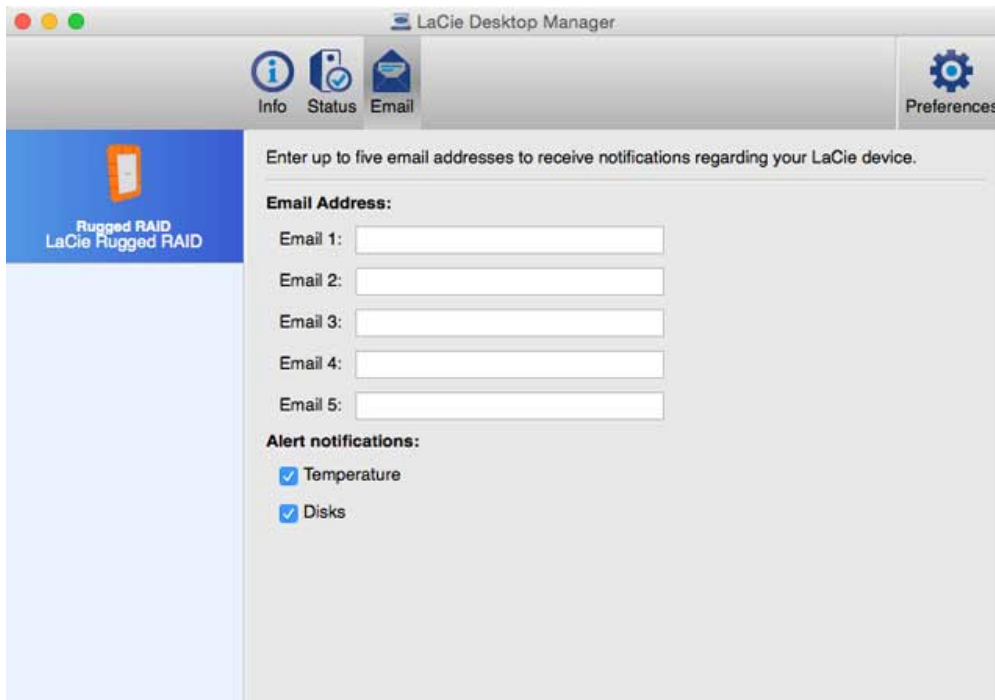 LaCie Desktop Manager
Info Status Email Preferences
Rugged RAID
LaCie Rugged RAID
Enter up to five email addresses to receive notifications regarding your LaCie device.
Email Address:
Email 1:
Email 2:
Email 3:
Email 4:
Email 5:
Alert notifications:
Temperature
Disks